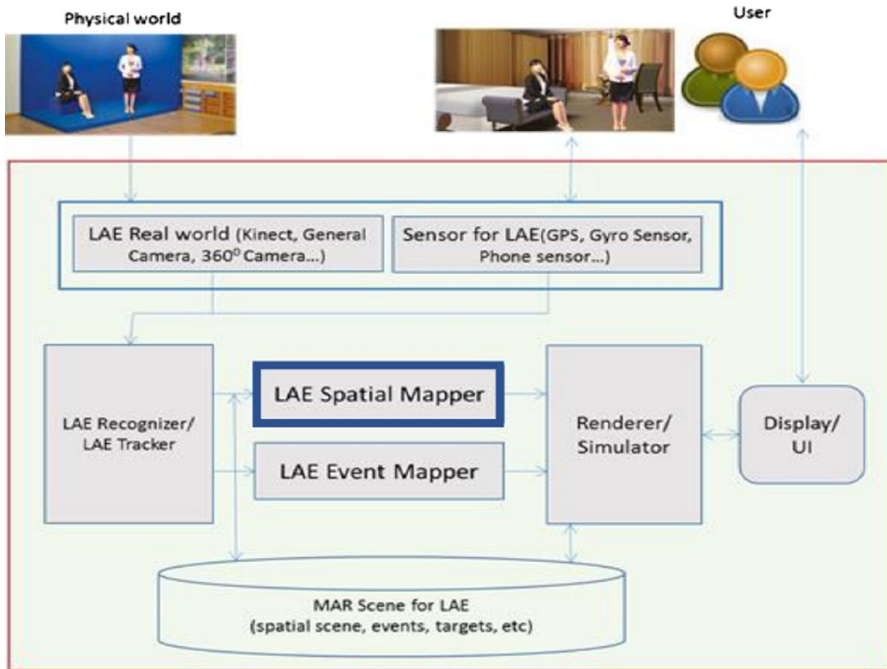 Physical world
User
LAE Real world (Kinect, General
Camera, 360⁰ Camera...)
Sensor for LAE(GPS, Gyro Sensor,
Phone sensor...)
LAE Recognizer/
LAE Tracker
LAE Spatial Mapper
LAE Event Mapper
Renderer/
Simulator
Display/
UI
MAR Scene for LAE
(spatial scene, events, targets, etc)